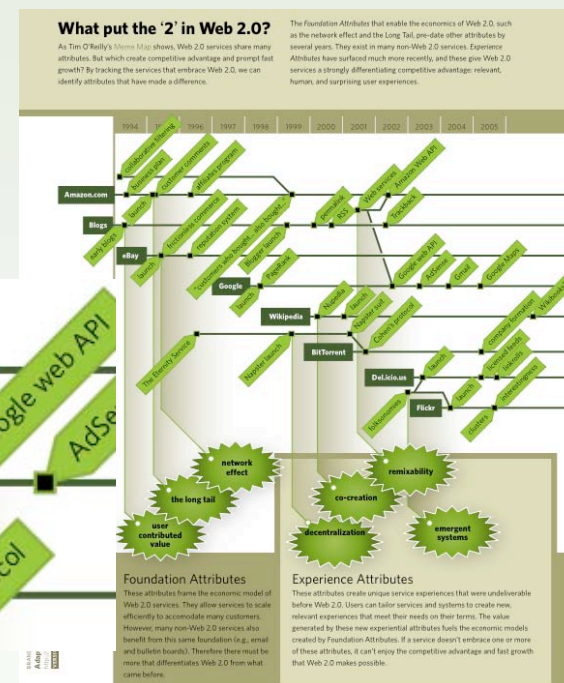 What put the '2' in Web 2.0?
As Tim O'Reilly's Meme Map shows, Web 2.0 services share many
attributes. But which create competitive advantage and prompt fast
growth? By tracking the services that embrace Web 2.0, we can
identify attributes that have made a difference.
The Foundation Attributes that enable the economics of Web 2.0, such
as the network effect and the Long Tail, pre-date other attributes by
several years. They exist in many non-Web 2.0 services. Experience
Attributes have surfaced much more recently, and these give Web 2.0
services a strongly differentiating competitive advantage: relevant,
human, and surprising user experiences.
1994
1996
1997
1998
1999
2000
2001
2002
2003
2004
2005
collaborative filtering
business plan
customer comments
affiliates program
Web services
Amazon Web API
Amazon.com
launch
permalink
RSS
Trackback
Blogs
early blogs
frictionless commerce
reputation system
"customers who bought... also bought..."
Blogger launch
eBay
launch
PageRank
Google web API
AdSense
Gmail
Google Maps
Google
launch
Nupedia
launch
Napster suit
Cohen's protocol
company formation
Wikibooks
Wikipedia
The Eternity Service
Napster launch
BitTorrent
launch
licensed feeds
linkrolls
Del.icio.us
folksonomies
launch
interestingness
Flickr
clusters
ogle web API
AdSe
col
network
effect
the long tail
user
contributed
value
remixability
co-creation
decentralization
emergent
systems
Foundation Attributes
These attributes frame the economic model of
Web 2.0 services. They allow services to scale
efficiently to accomodate many customers.
However, many non-Web 2.0 services also
benefit from this same foundation (e.g., email
and bulletin boards). Therefore there must be
more that differentiates Web 2.0 from what
came before.
Experience Attributes
These attributes create unique service experiences that were undeliverable
before Web 2.0. Users can tailor services and systems to create new,
relevant experiences that meet their needs on their terms. The value
generated by these new experiential attributes fuels the economic models
created by Foundation Attributes. If a service doesn't embrace one or more
of these attributes, it can't enjoy the competitive advantage and fast growth
that Web 2.0 makes possible.